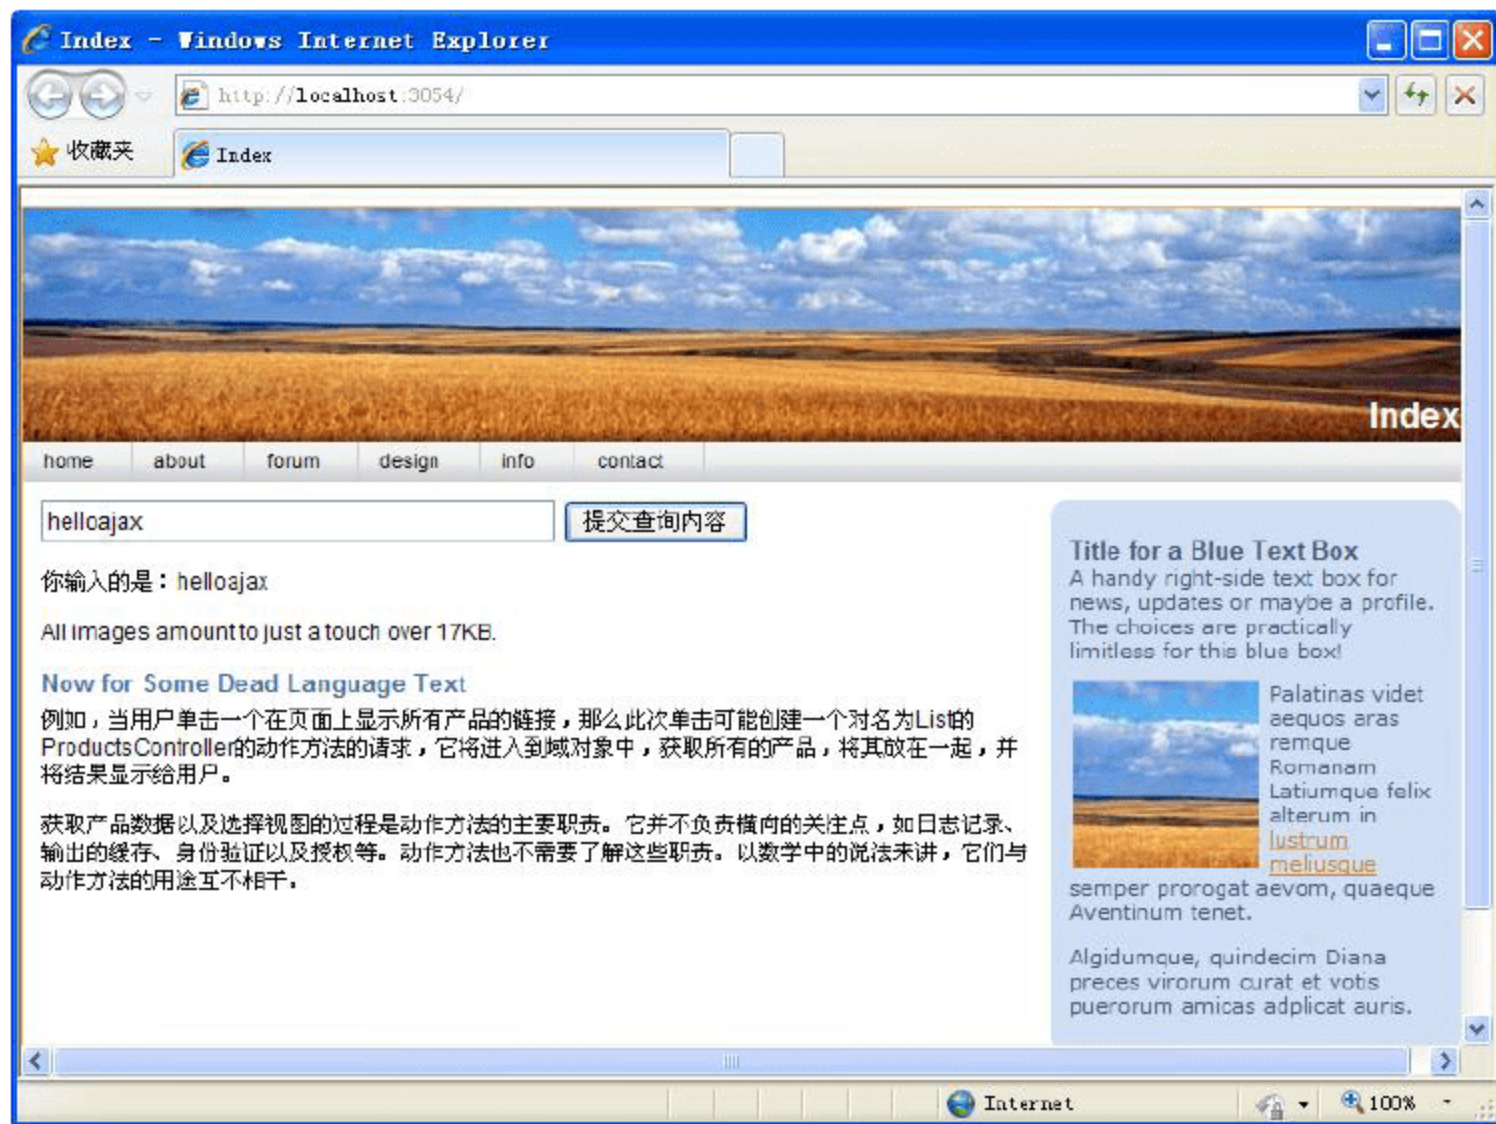 Index - Windows Internet Explorer
http://localhost:3054/
收藏夹
Index
Index
home about forum design info contact
helloajax 提交查询内容
你输入的是：helloajax
All images amount to just a touch over 17KB.
Now for Some Dead Language Text
例如，当用户单击一个在页面上显示所有产品的链接，那么此次单击可能创建一个对名为List的
ProductsController的动作方法的请求，它将进入到域对象中，获取所有的产品，将其放在一起，并
将结果显示给用户。
获取产品数据以及选择视图的过程是动作方法的主要职责。它并不负责横向的关注点，如日志记录、
输出的缓存、身份验证以及授权等。动作方法也不需要了解这些职责。以数学中的说法来讲，它们与
动作方法的用途互不相干。
Title for a Blue Text Box
A handy right-side text box for
news, updates or maybe a profile.
The choices are practically
limitless for this blue box!
Palatinas videt
aequos aras
remque
Romanam
Latiumque felix
alterum in
lustrum
meliusque
semper prorogat aevom, quaeque
Aventinum tenet.
Algidumque, quindecim Diana
preces virorum curat et votis
puerorum amicas adplicat auris.
Internet
100%